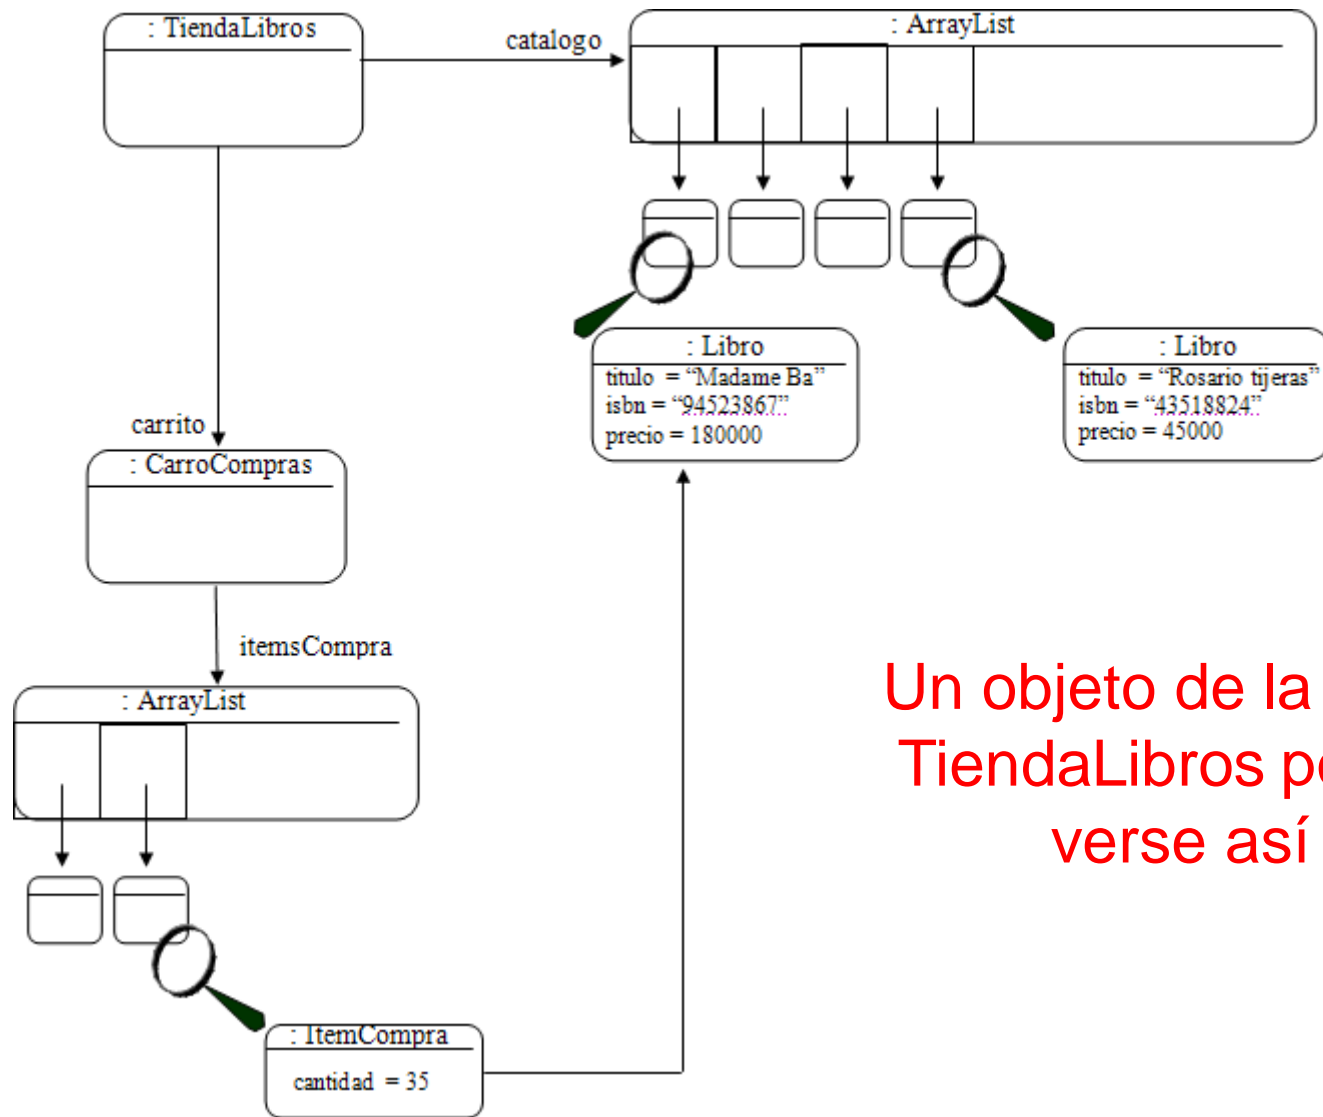 : TiendaLibros
: ArrayList
catalogo
: Libro
titulo = “Madame Ba”
isbn = “94523867”
precio = 180000
: Libro
titulo = “Rosario tijeras”
isbn = “43518824”
precio = 45000
carrito
: CarroCompras
itemsCompra
: ArrayList
Un objeto de la
TiendaLibros
verse así
: ItemCompra
cantidad = 35